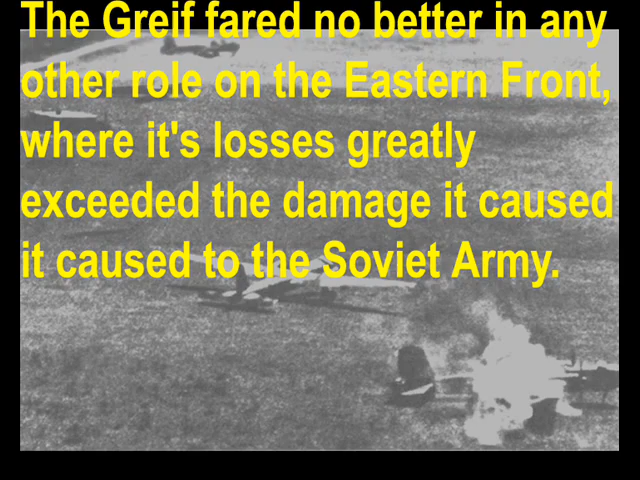 The Greif fared no better in any
other role on the Eastern Front,
where it's losses greatly
exceeded the damage it caused
it caused to the Soviet Army.